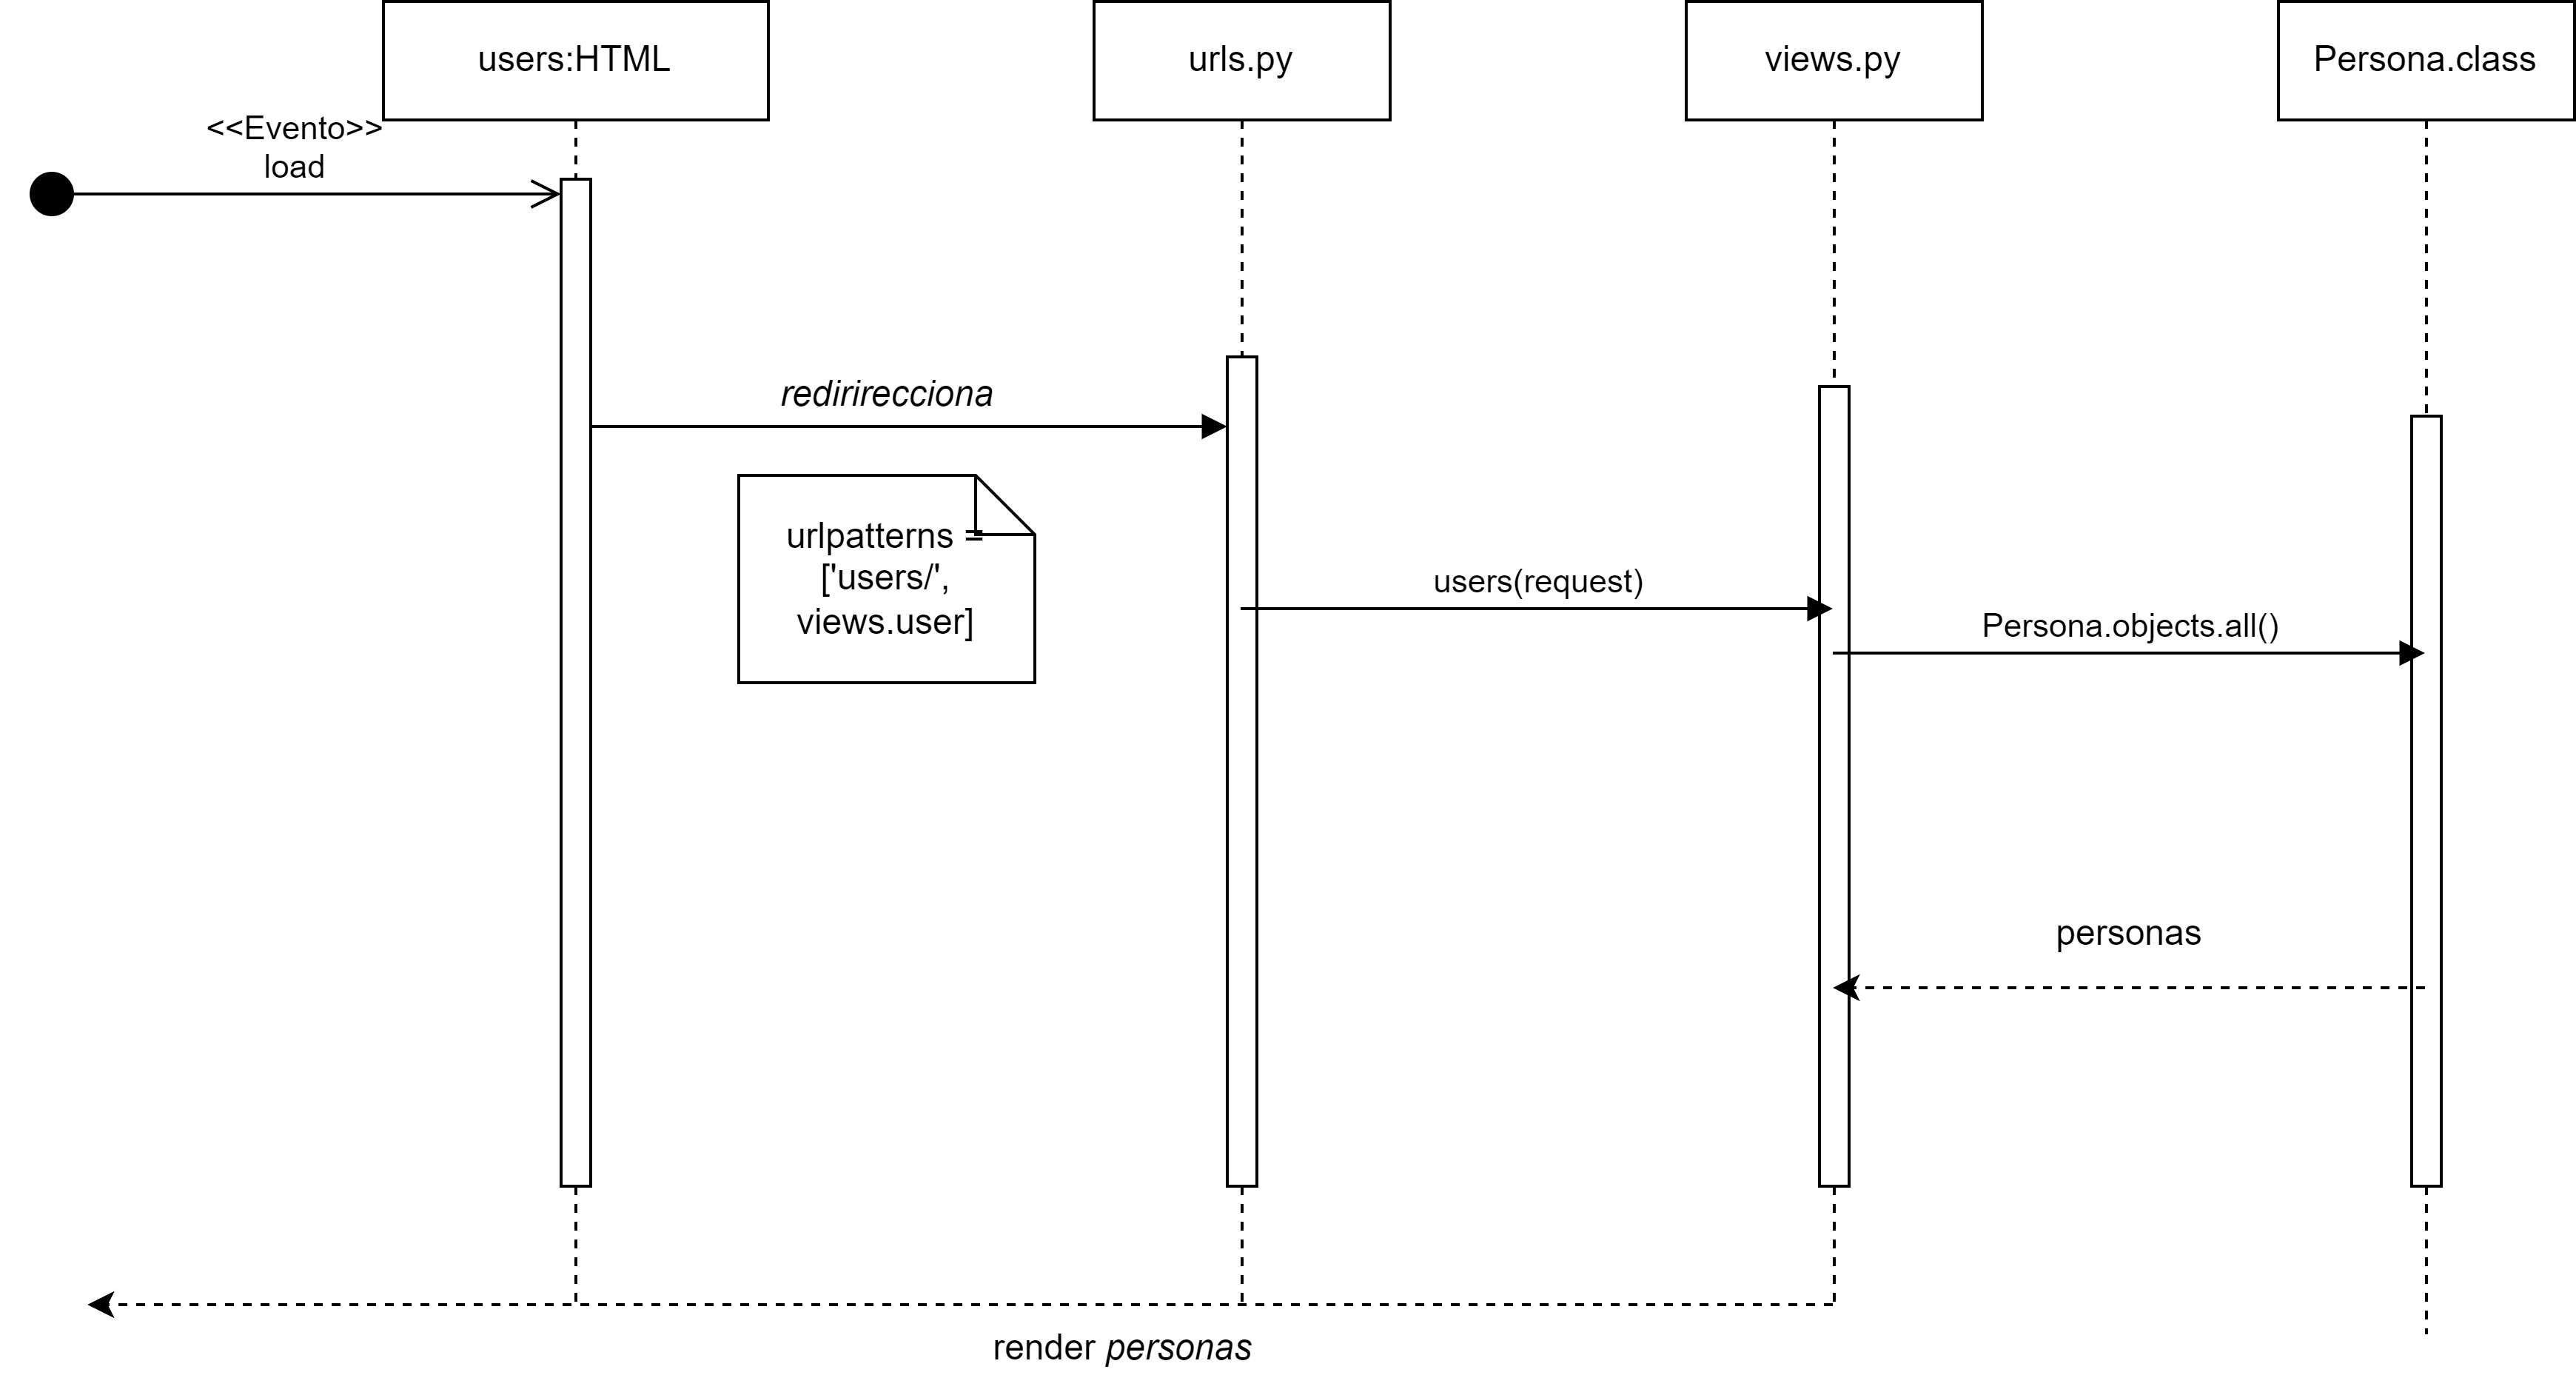 users:HTML
urls.py
views.py
Persona.class
<<Evento>>
load
redirirecciona
urlpatterns =
['users/',
views.user]
users(request)
Persona.objects.all()
personas
render personas